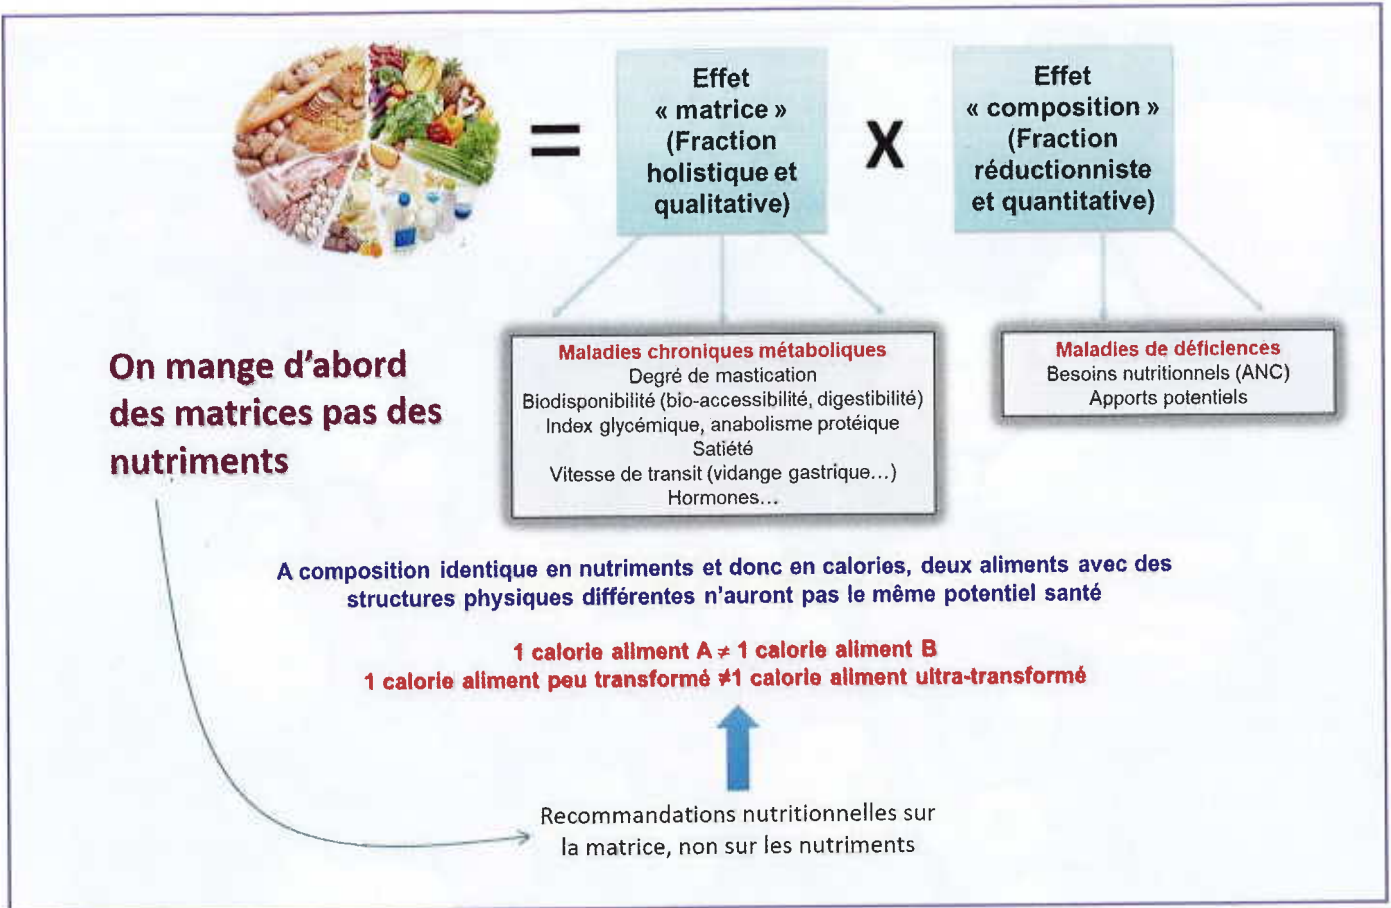 =
Effet
« matrice »
(Fraction
holistique et
qualitative)
X
Effet
« composition »
(Fraction
réductionniste
et quantitative)
On mange d'abord
des matrices pas des
nutriments
Maladies chroniques métaboliques
Degré de mastication
Biodisponibilité (bio-accessibilité, digestibilité)
Index glycémique, anabolisme protéique
Satiété
Vitesse de transit (vidange gastrique…)
Hormones…
Maladies de déficiences
Besoins nutritionnels (ANC)
Apports potentiels
A composition identique en nutriments et donc en calories, deux aliments avec des
structures physiques différentes n'auront pas le même potentiel santé
1 calorie aliment A ≠ 1 calorie aliment B
1 calorie aliment peu transformé ≠1 calorie aliment ultra-transformé
Recommandations nutritionnelles sur
la matrice, non sur les nutriments